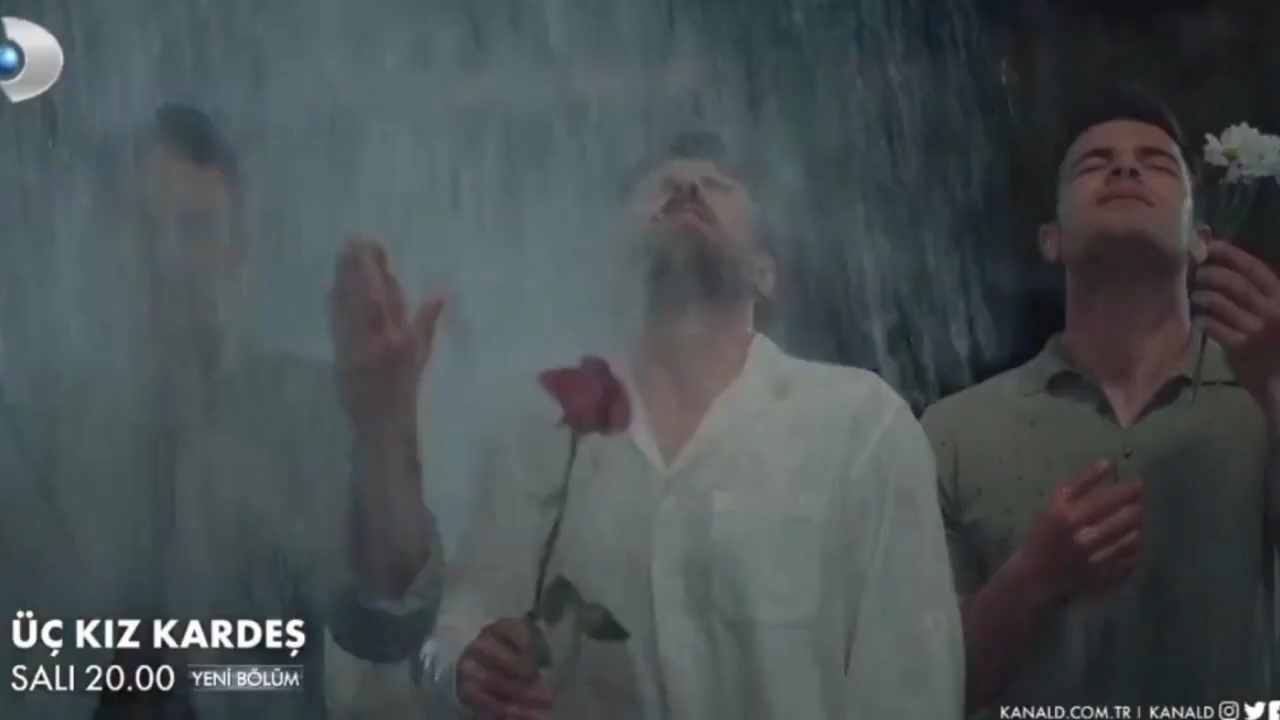 ÜÇ KIZ KARDEŞ
SALI 20.00 YENİ BÖLÜM
KANALD.COM.TR | KANALD